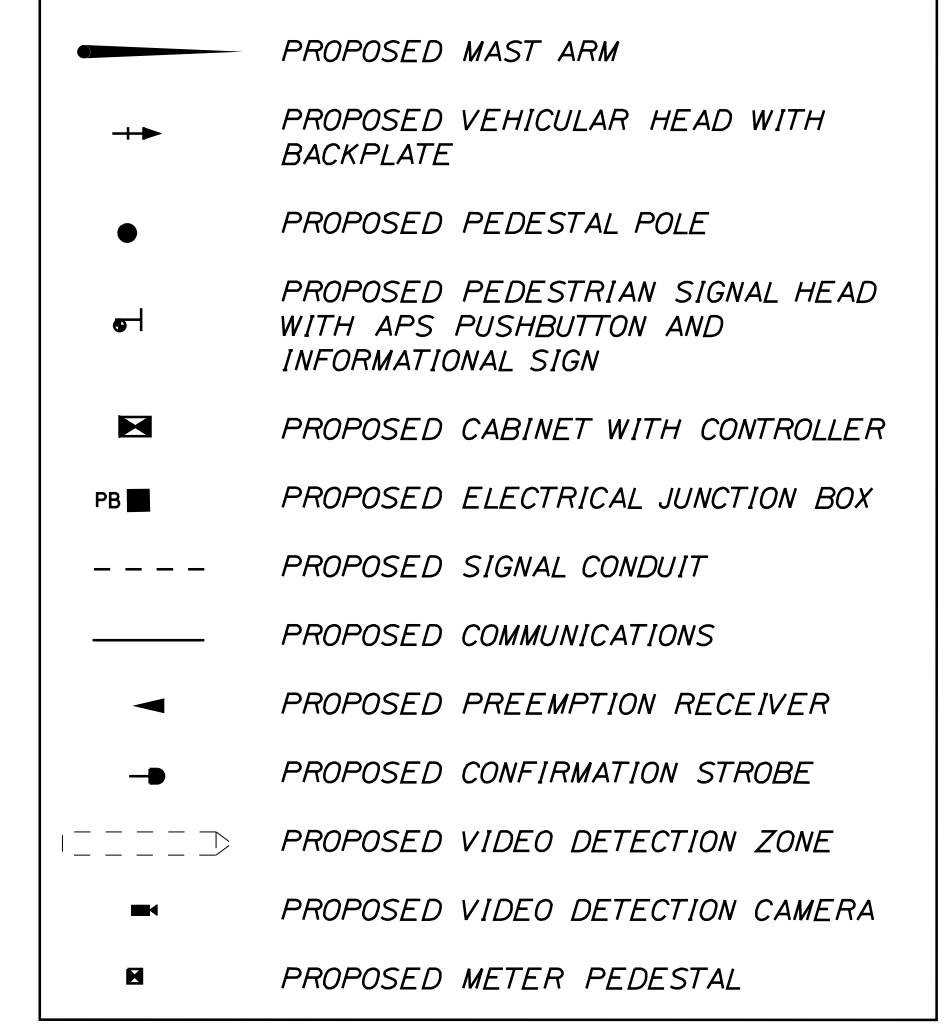 PROPOSED MAST ARM
PROPOSED VEHICULAR HEAD WITH
BACKPLATE
PROPOSED PEDESTAL POLE
PROPOSED PEDESTRIAN SIGNAL HEAD
WITH APS PUSHBUTTON AND
INFORMATIONAL SIGN
PROPOSED CABINET WITH CONTROLLER
PB PROPOSED ELECTRICAL JUNCTION BOX
PROPOSED SIGNAL CONDUIT
PROPOSED COMMUNICATIONS
PROPOSED PREEMPTION RECEIVER
PROPOSED CONFIRMATION STROBE
PROPOSED VIDEO DETECTION ZONE
PROPOSED VIDEO DETECTION CAMERA
PROPOSED METER PEDESTAL